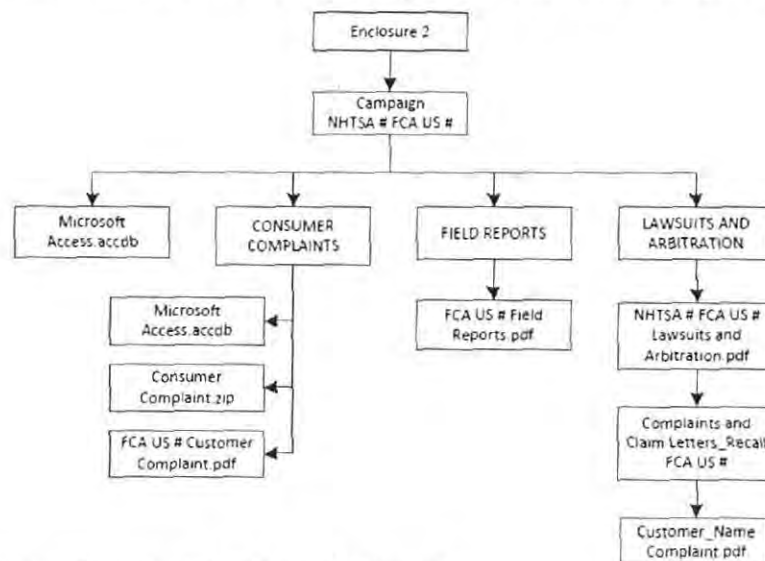 Enclosure 2
Campaign
NHTSA # FCA US #
Microsoft
Access.accdb
CONSUMER
COMPLAINTS
FIELD REPORTS
LAWSUITS AND
ARBITRATION
Microsoft
Access.accdb
Consumer
Complaint.zip
FCA US # Customer
Complaint.pdf
FCA US # Field
Reports.pdf
NHTSA # FCA US #
Lawsuits and
Arbitration.pdf
Complaints and
Claim Letters_Recall
FCA US #
Customer_Name
Complaint.pdf